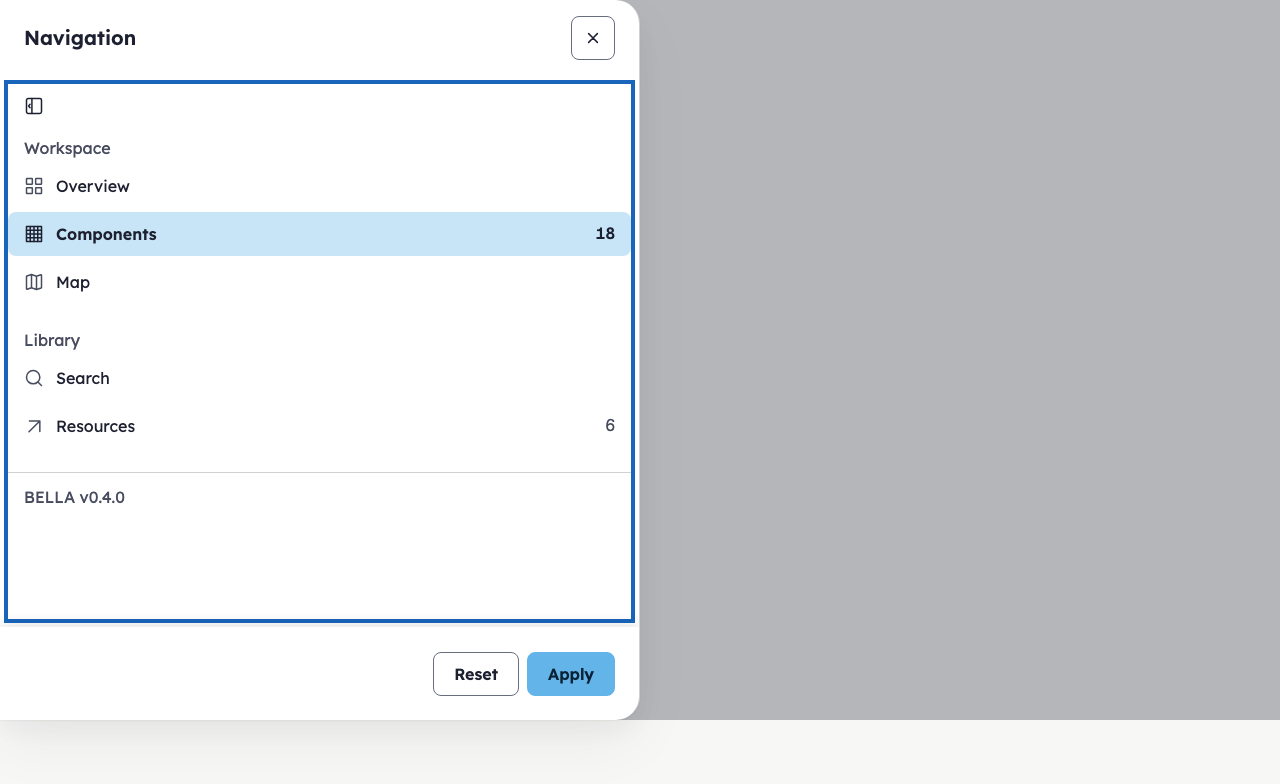 Navigation
Workspace
Overview
Components 18
Map
Library
Search
Resources 6
BELLA v0.4.0
Reset Apply